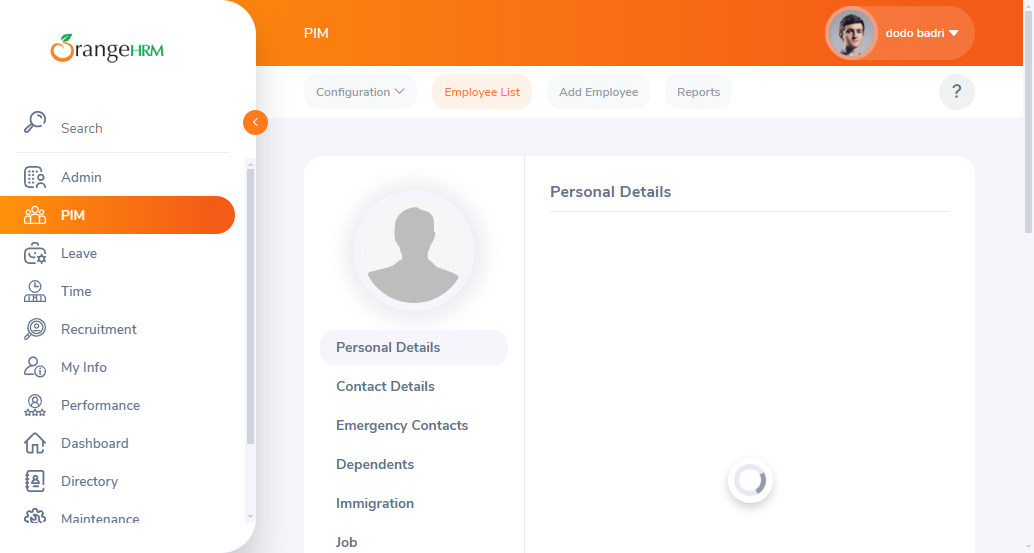 OrangeHRM
Search
Admin
PIM
Leave
Time
Recruitment
My Info
Performance
Dashboard
Directory
Maintenance
PIM
dodo badri
Configuration
Employee List
Add Employee
Reports
?
Personal Details
Contact Details
Emergency Contacts
Dependents
Immigration
Job
Personal Details